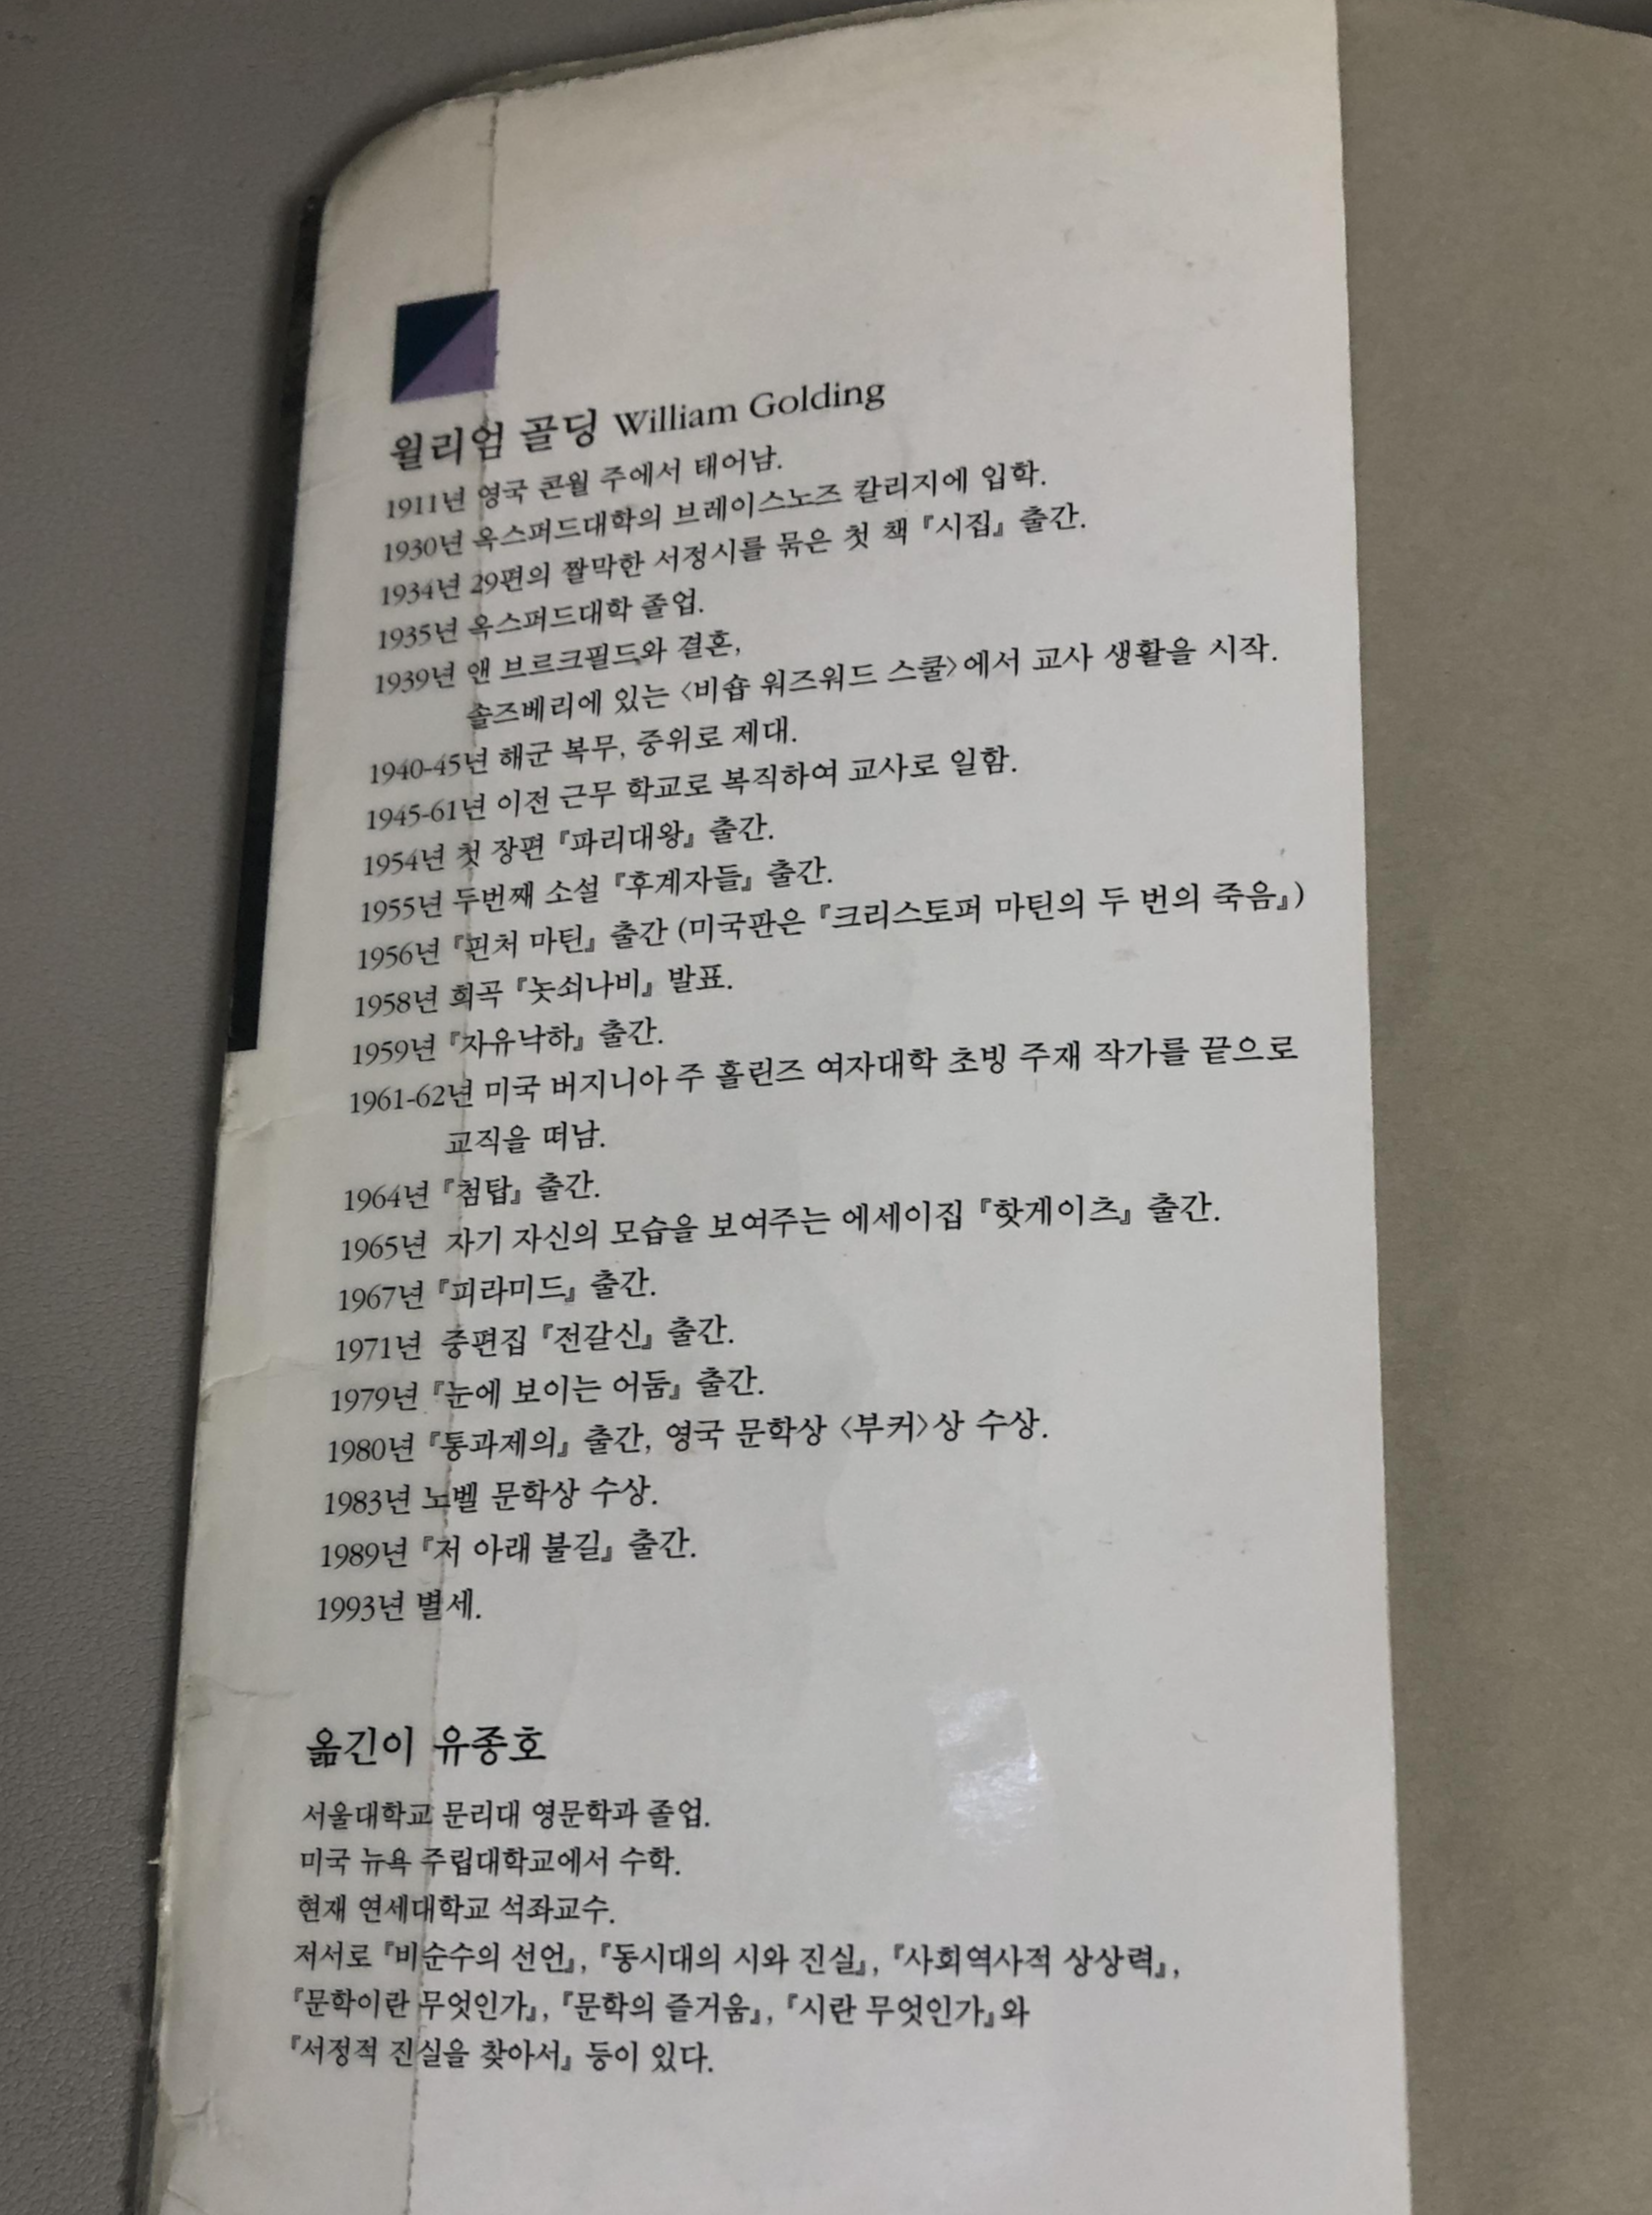 윌리엄 골딩 William Golding
1911년 영국 콘월 주에서 태어남.
1930년 옥스퍼드대학의 브레이스노즈 칼리지에 입학.
1934년 29편의 짤막한 서정시를 묶은 첫 책 『시집』 출간.
1935년 옥스퍼드대학 졸업.
1939년 앤 브르크필드와 결혼,
솔즈베리에 있는 〈비숍 워즈워드 스쿨〉에서 교사 생활을 시작.
1940-45년 해군 복무, 중위로 제대.
1945-61년 이전 근무 학교로 복직하여 교사로 일함.
1954년 첫 장편 『파리대왕』 출간.
1955년 두번째 소설 『후계자들』 출간.
1956년 『핀처 마틴』 출간 (미국판은 『크리스토퍼 마틴의 두 번의 죽음』)
1958년 희곡 『놋쇠나비』 발표.
1959년 『자유낙하』 출간.
1961-62년 미국 버지니아 주 홀린즈 여자대학 초빙 주재 작가를 끝으로
교직을 떠남.
1964년 『첨탑』 출간.
1965년 자기 자신의 모습을 보여주는 에세이집 『핫게이츠』 출간.
1967년 『피라미드』 출간.
1971년 중편집 『전갈신』 출간.
1979년 『눈에 보이는 어둠』 출간.
1980년 『통과제의』 출간, 영국 문학상 〈부커〉상 수상.
1983년 노벨 문학상 수상.
1989년 『저 아래 불길』 출간.
1993년 별세.
옮긴이 유종호
서울대학교 문리대 영문학과 졸업.
미국 뉴욕 주립대학교에서 수학.
현재 연세대학교 석좌교수.
저서로 『비순수의 선언』, 『동시대의 시와 진실』, 『사회역사적 상상력』,
『문학이란 무엇인가』, 『문학의 즐거움』, 『시란 무엇인가』와
『서정적 진실을 찾아서』 등이 있다.